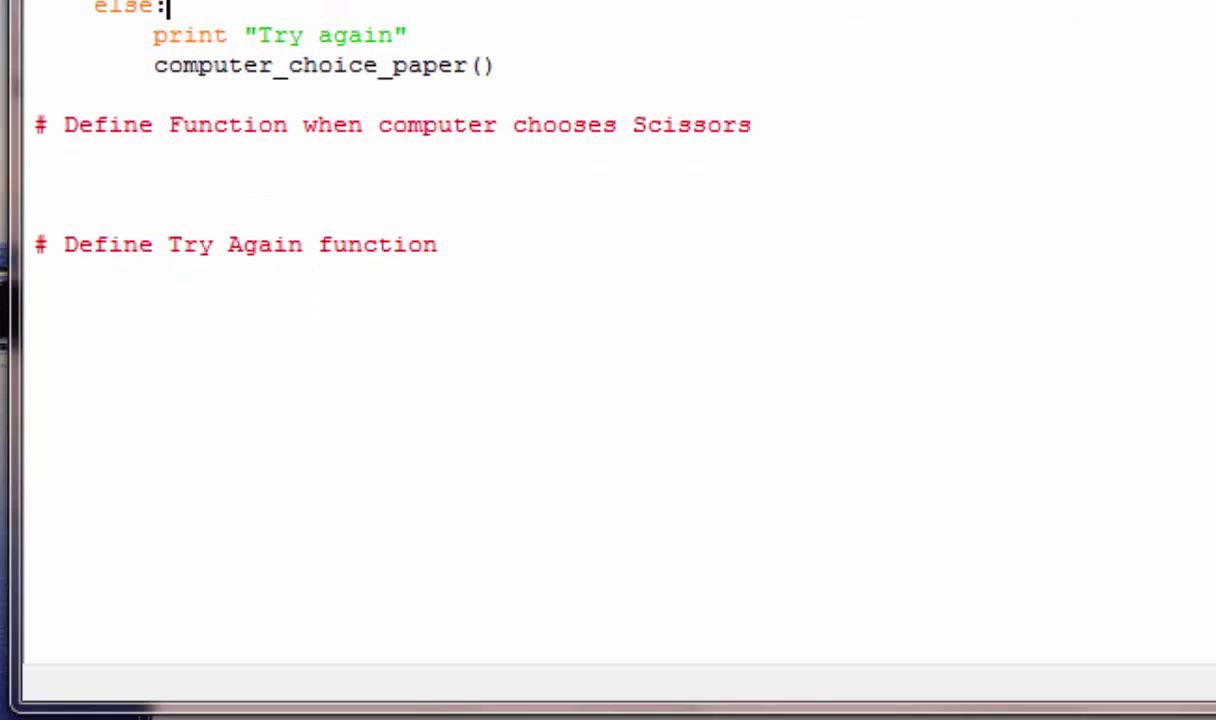 else:
print "Try again"
computer_choice_paper()
# Define Function when computer chooses Scissors
# Define Try Again function